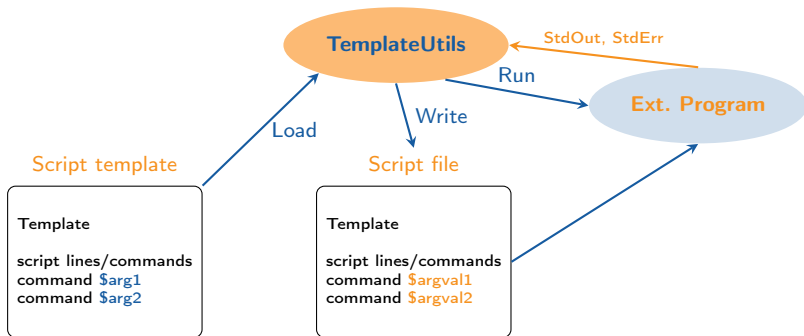 TemplateUtils
StdOut, StdErr
Run
Ext. Program
Load
Write
Script template
Script file
Template
script lines/commands
command $arg1
command $arg2
Template
script lines/commands
command $argval1
command $argval2